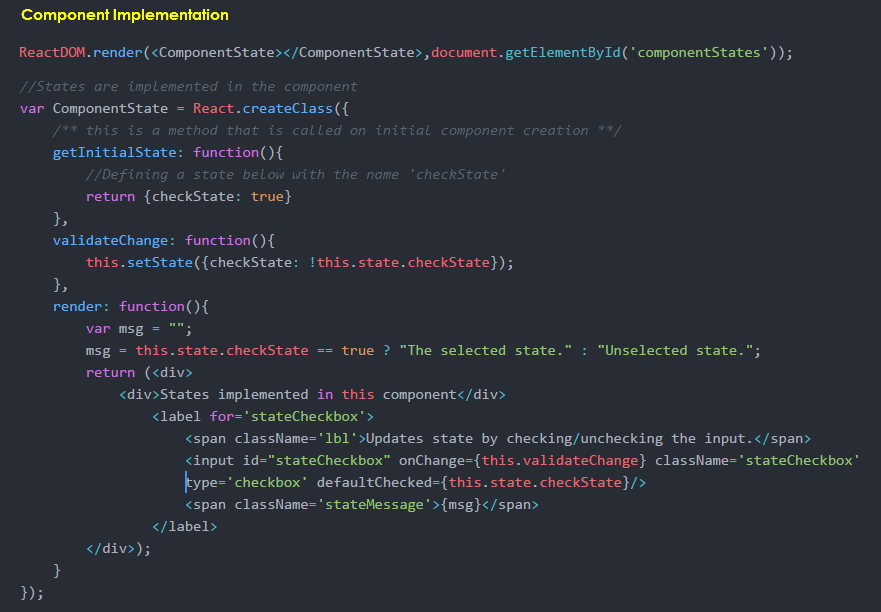 Component Implementation
ReactDOM.render(<ComponentState></ComponentState>,document.getElementById('componentStates'));
//States are implemented in the component
var ComponentState = React.createClass({
    /** this is a method that is called on initial component creation **/
    getInitialState: function(){
        //Defining a state below with the name 'checkState'
        return {checkState: true}
    },
    validateChange: function(){
        this.setState({checkState: !this.state.checkState});
    },
    render: function(){
        var msg = "";
        msg = this.state.checkState == true ? "The selected state." : "Unselected state.";
        return (<div>
            <div>States implemented in this component</div>
                <label for='stateCheckbox'>
                    <span className='lbl'>Updates state by checking/unchecking the input.</span>
                    <input id="stateCheckbox" onChange={this.validateChange} className='stateCheckbox'
                    type='checkbox' defaultChecked={this.state.checkState}/>
                    <span className='stateMessage'>{msg}</span>
                </label>
        </div>);
    }
});